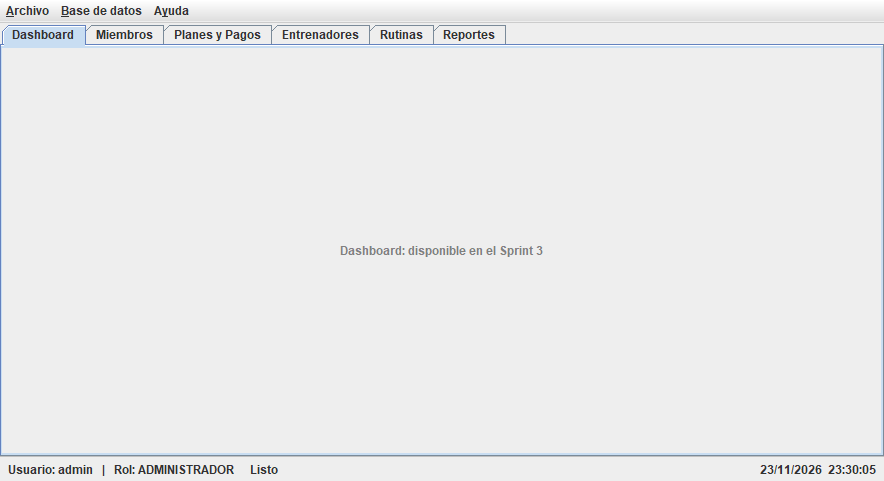 Archivo Base de datos Ayuda
Dashboard Miembros Planes y Pagos Entrenadores Rutinas Reportes
Dashboard: disponible en el Sprint 3
Usuario: admin | Rol: ADMINISTRADOR Listo 23/11/2026 23:30:05